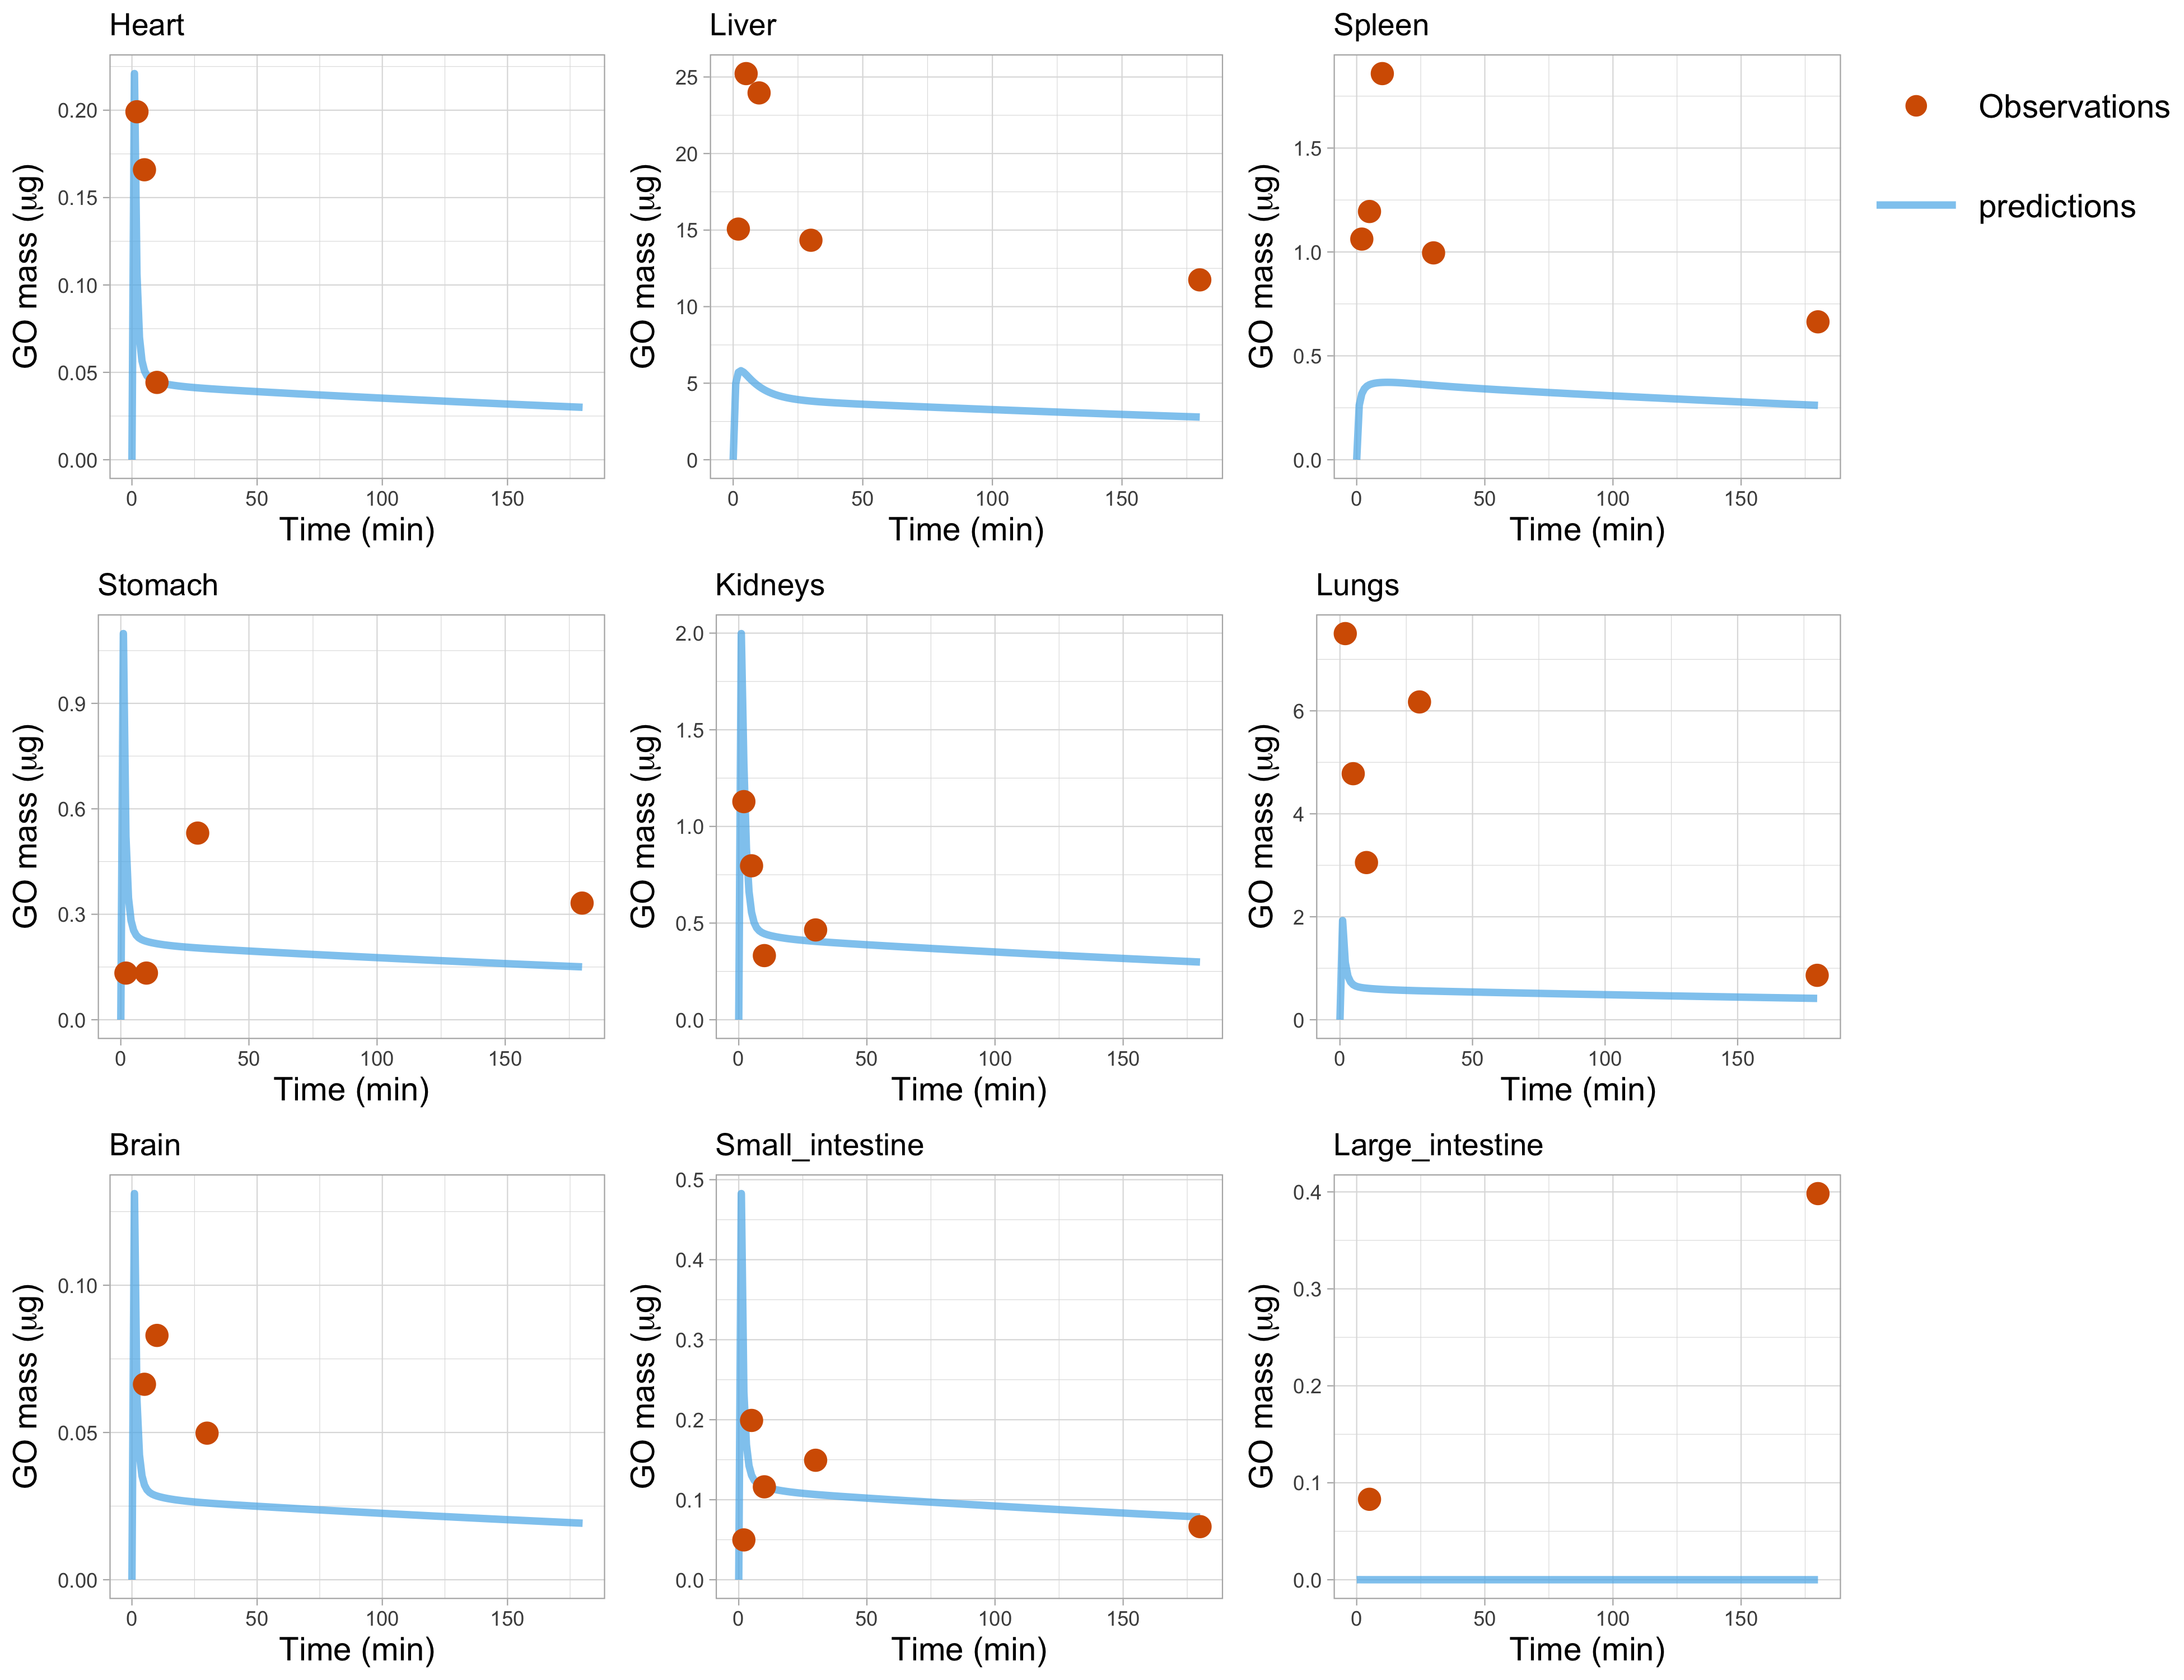 Heart
GO mass (μg)
0.20
0.15
0.10
0.05
0.00
0 50 100 150
Time (min)
Liver
GO mass (μg)
25
20
15
10
5
0
0 50 100 150
Time (min)
Spleen
GO mass (μg)
1.5
1.0
0.5
0.0
0 50 100 150
Time (min)
Observations
predictions
Stomach
GO mass (μg)
0.9
0.6
0.3
0.0
0 50 100 150
Time (min)
Kidneys
GO mass (μg)
2.0
1.5
1.0
0.5
0.0
0 50 100 150
Time (min)
Lungs
GO mass (μg)
6
4
2
0
0 50 100 150
Time (min)
Brain
GO mass (μg)
0.10
0.05
0.00
0 50 100 150
Time (min)
Small_intestine
GO mass (μg)
0.5
0.4
0.3
0.2
0.1
0.0
0 50 100 150
Time (min)
Large_intestine
GO mass (μg)
0.4
0.3
0.2
0.1
0.0
0 50 100 150
Time (min)